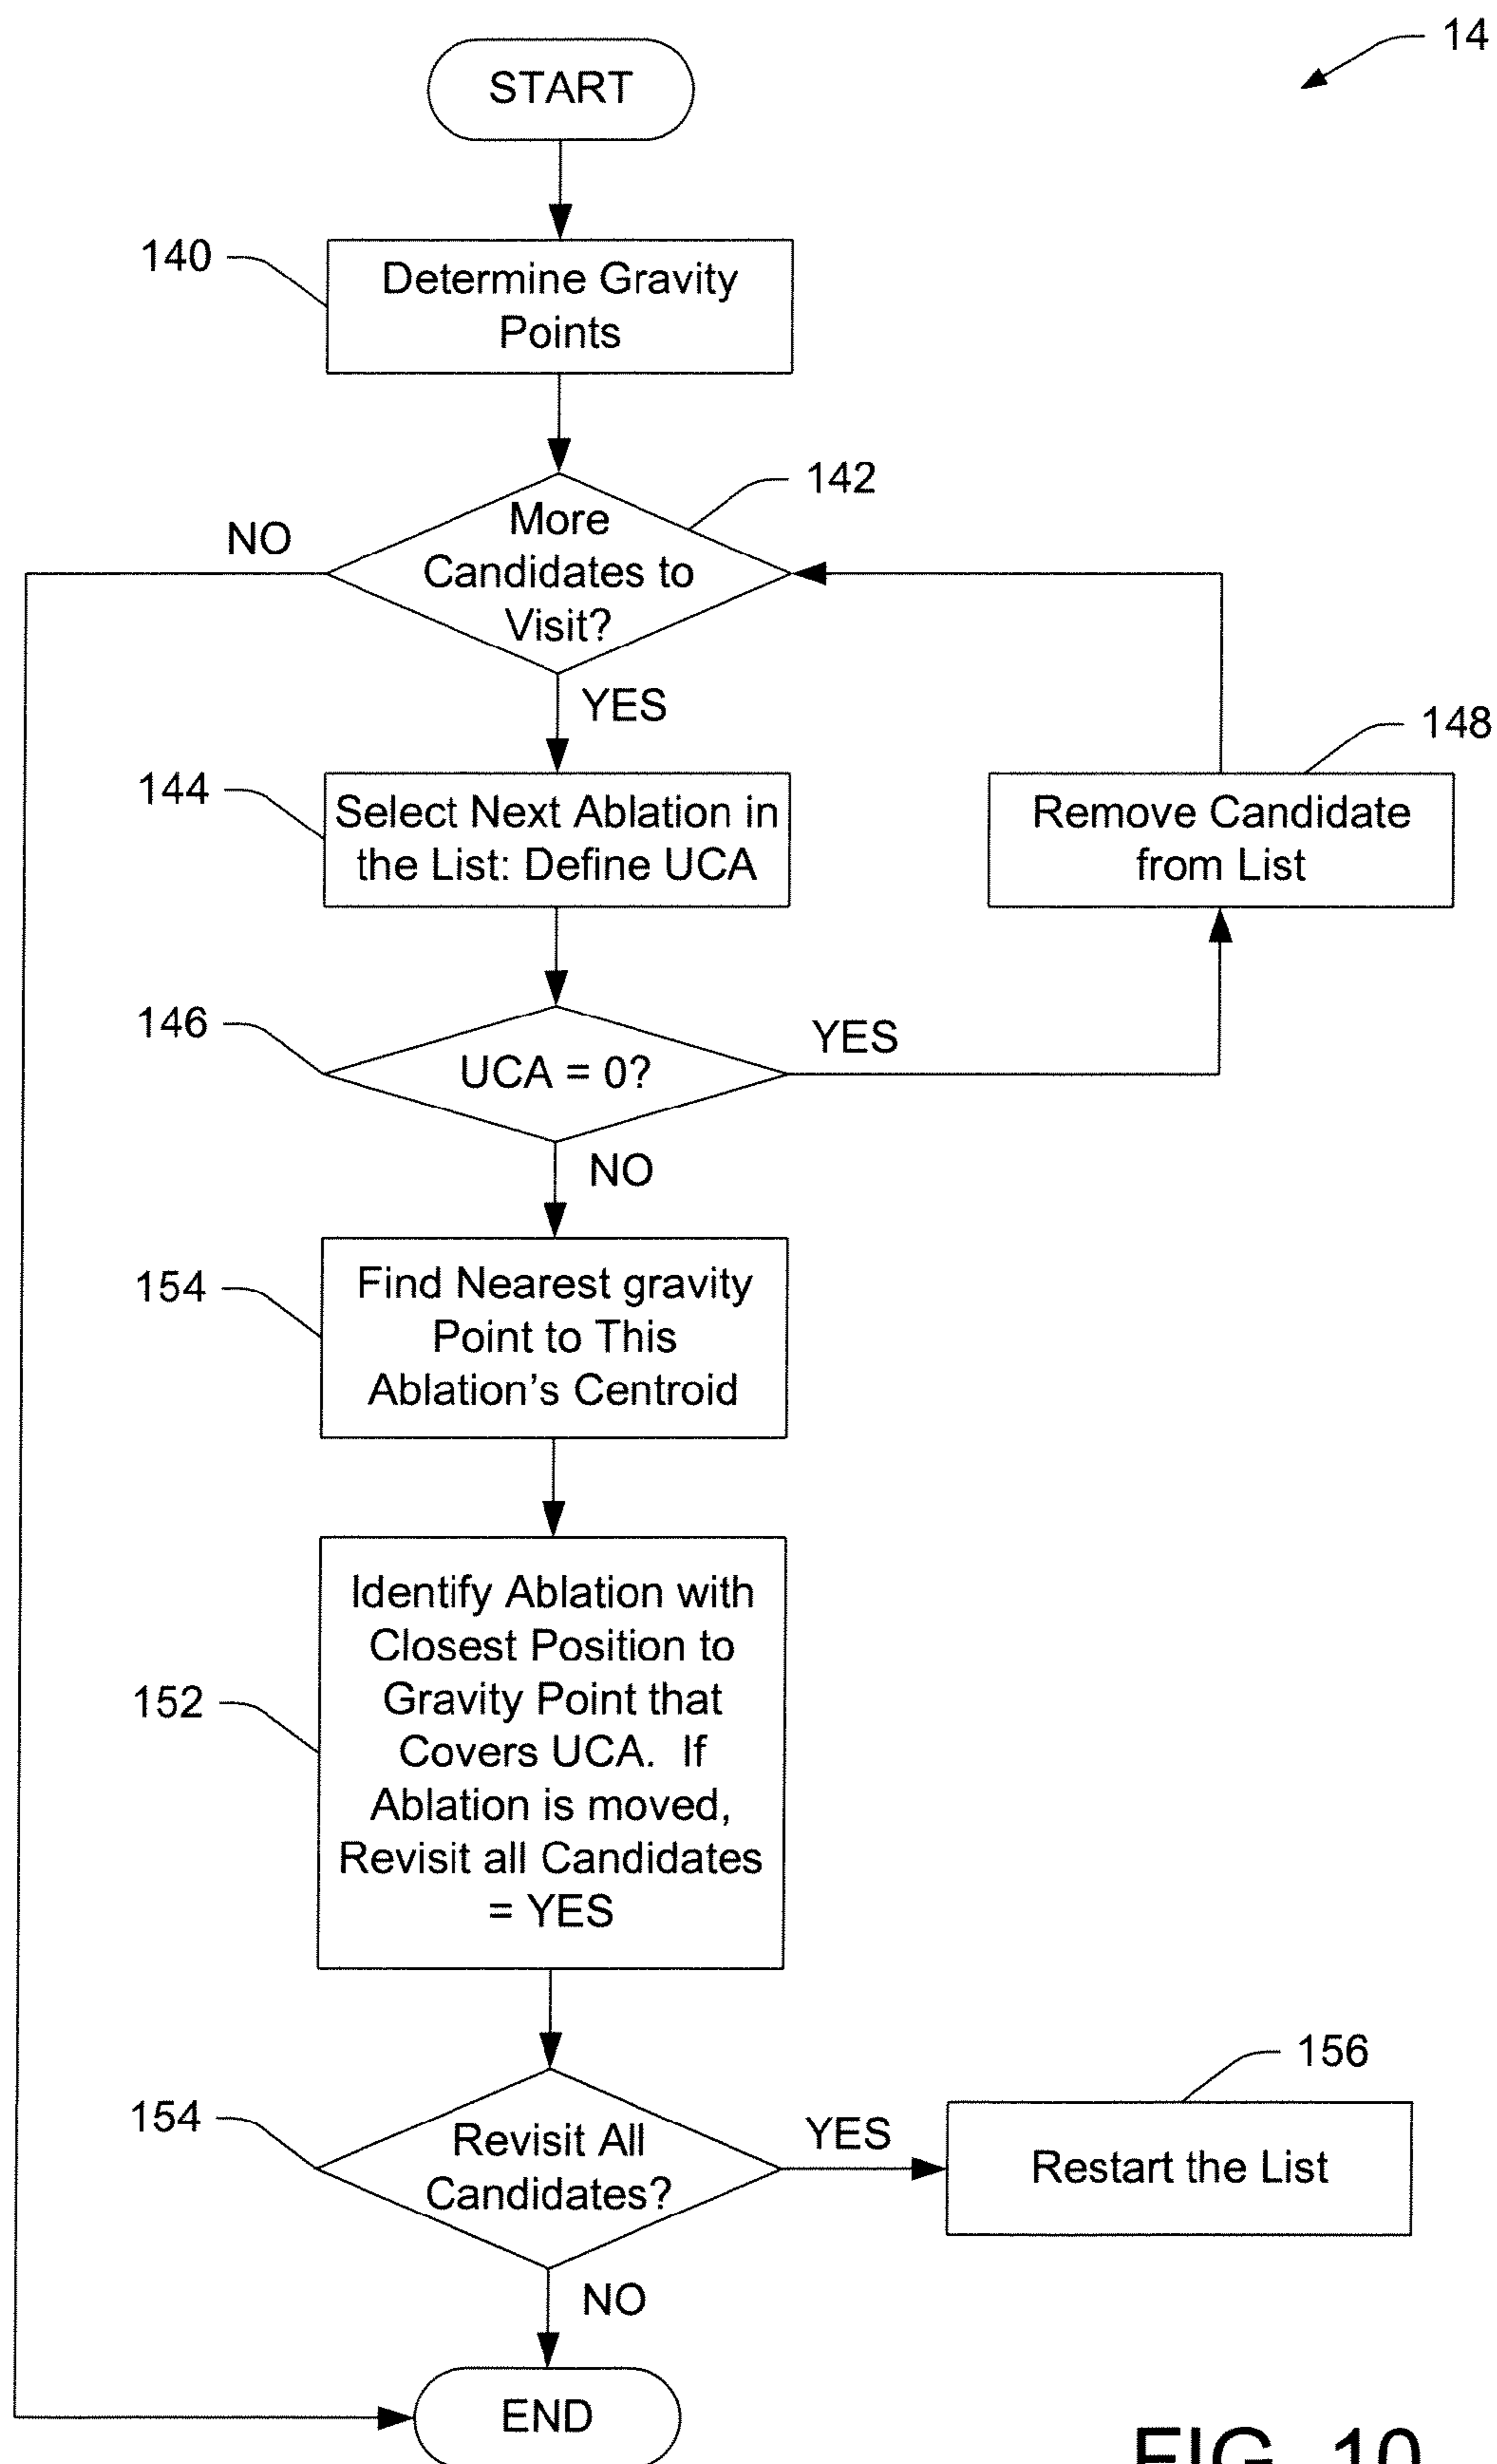 14
START
140
Determine Gravity
Points
142
More
Candidates to
Visit?
NO
YES
144
Select Next Ablation in
the List: Define UCA
148
Remove Candidate
from List
146
UCA = 0?
YES
NO
154
Find Nearest gravity
Point to This
Ablation's Centroid
152
Identify Ablation with
Closest Position to
Gravity Point that
Covers UCA. If
Ablation is moved,
Revisit all Candidates
= YES
154
Revisit All
Candidates?
YES
156
Restart the List
NO
END
FIG. 10